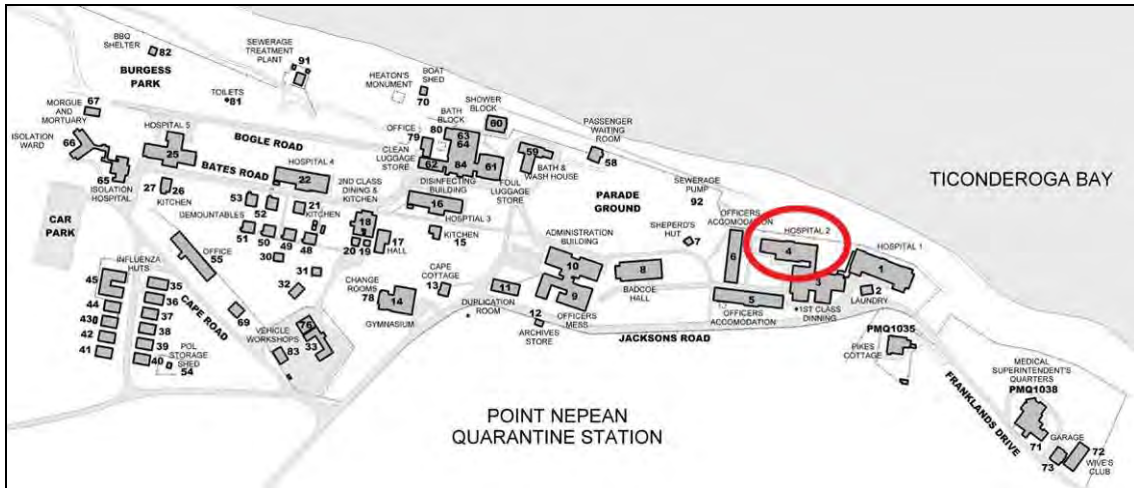 BBQ
SHELTER
82
BURGESS
PARK
SEWERAGE
TREATMENT
PLANT
91
TOILETS
81
HEATON'S
MONUMENT
BOAT
SHED
70
SHOWER
BLOCK
60
BATH
BLOCK
80
63
64
OFFICE
79
CLEAN
LUGGAGE
STORE
62
84
61
59
BATH &
WASH HOUSE
PASSENGER
WAITING
ROOM
58
FOUL
LUGGAGE
STORE
MORGUE
AND
MORTUARY
67
ISOLATION
WARD
66
65
ISOLATION
HOSPITAL
HOSPITAL 5
25
BOGLE ROAD
BATES ROAD
HOSPITAL 4
22
27
26
KITCHEN
53
52
21
KITCHEN
DEMOUNTABLES
51
50
49
48
30
31
32
2ND CLASS
DINING &
KITCHEN
18
20
19
17
HALL
DISINFECTING
BUILDING
16
HOSPTIAL 3
KITCHEN
15
CAR
PARK
OFFICE
55
INFLUENZA
HUTS
45
44
43
42
41
35
36
37
38
39
40
POL
STORAGE
SHED
54
CAPE ROAD
69
VEHICLE
WORKSHOPS
76
33
83
CHANGE
ROOMS
78
14
GYMNASIUM
CAPE
COTTAGE
13
11
DUPLICATION
ROOM
ADMINISTRATION
BUILDING
10
9
OFFICERS
MESS
12
ARCHIVES
STORE
PARADE
GROUND
8
BADCOE
HALL
SEWERAGE
PUMP
92
SHEPERD'S
HUT
7
OFFICERS
ACCOMODATION
6
5
OFFICERS
ACCOMODATION
HOSPITAL 2
4
3
1ST CLASS
DINNING
HOSPITAL 1
1
2
LAUNDRY
TICONDEROGA BAY
JACKSONS ROAD
PMQ1035
PIKES
COTTAGE
FRANKLANDS DRIVE
MEDICAL
SUPERINTENDENT'S
QUARTERS
PMQ1038
71
GARAGE
73
72
WIVE'S
CLUB
POINT NEPEAN
QUARANTINE STATION